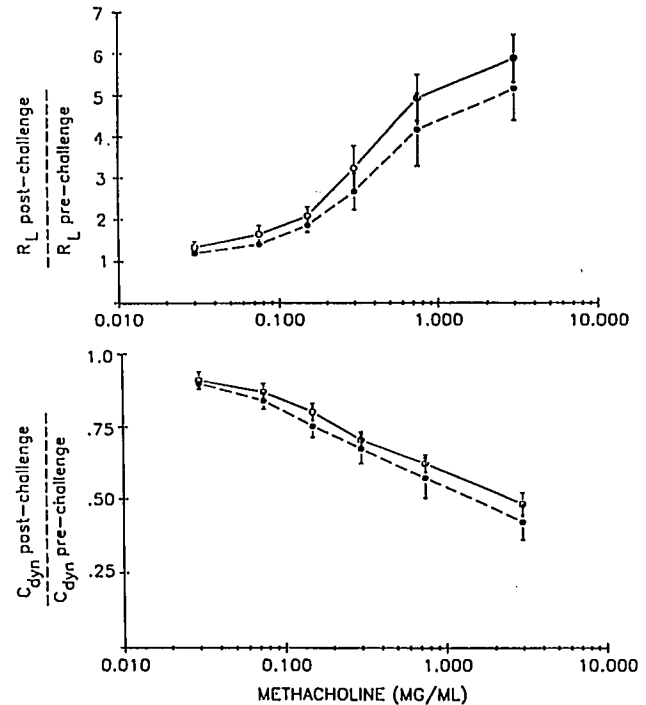 7
6
5
4
3
2
1
R_L post-challenge
R_L pre-challenge
0.010 0.100 1.000 10.000
1.0
.75
.50
.25
C_dyn post-challenge
C_dyn pre-challenge
0.010 0.100 1.000 10.000
METHACHOLINE (MG/ML)